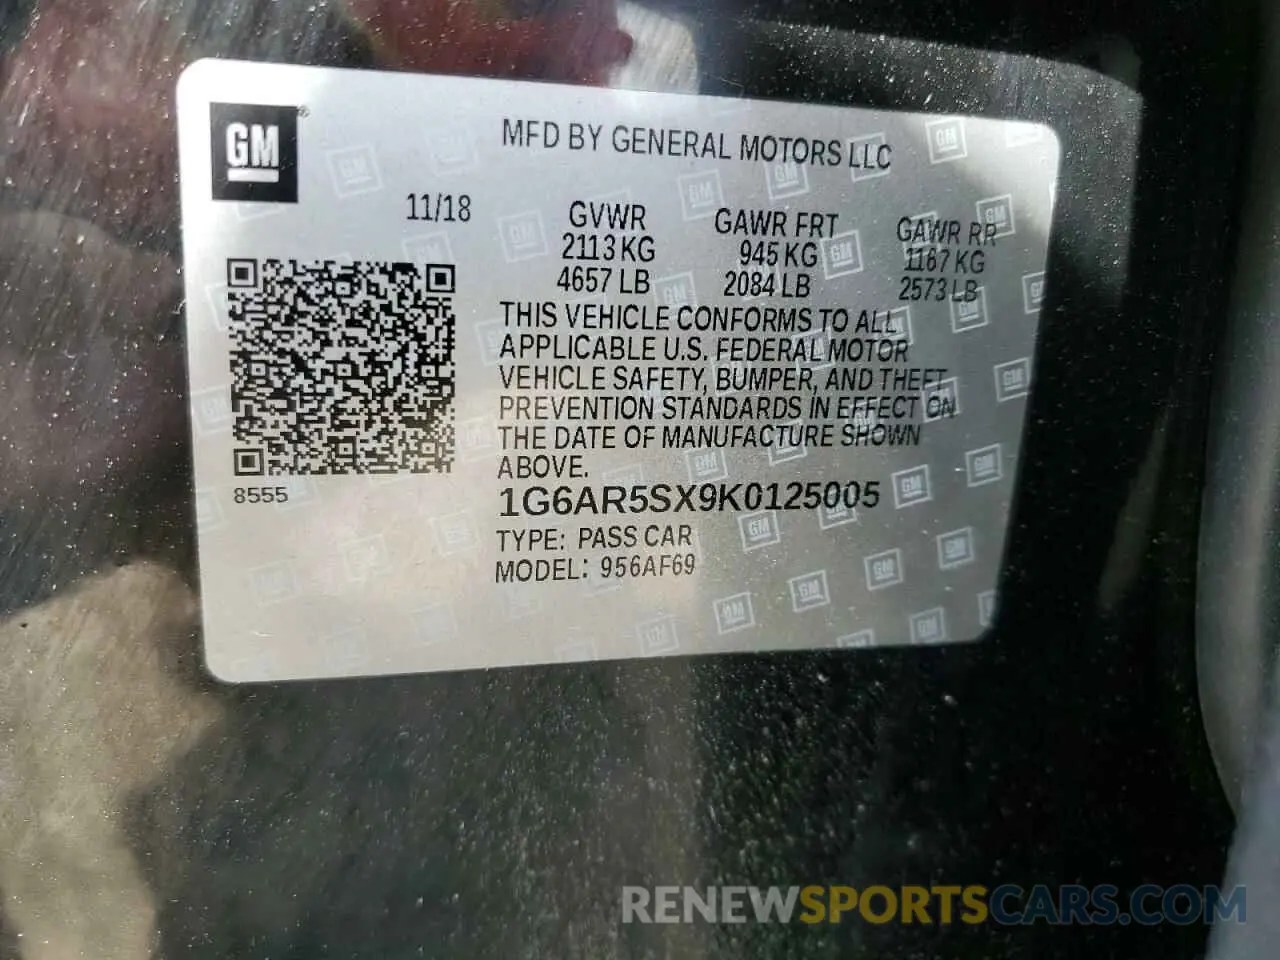 GM
MFD BY GENERAL MOTORS LLC
11/18
GVWR
2113 KG
4657 LB
GAWR FRT
945 KG
2084 LB
GAWR RR
1167 KG
2573 LB
THIS VEHICLE CONFORMS TO ALL
APPLICABLE U.S. FEDERAL MOTOR
VEHICLE SAFETY, BUMPER, AND THEFT
PREVENTION STANDARDS IN EFFECT ON
THE DATE OF MANUFACTURE SHOWN
ABOVE.
8555
1G6AR5SX9K0125005
TYPE: PASS CAR
MODEL: 956AF69
RENEWSPORTSCARS.COM